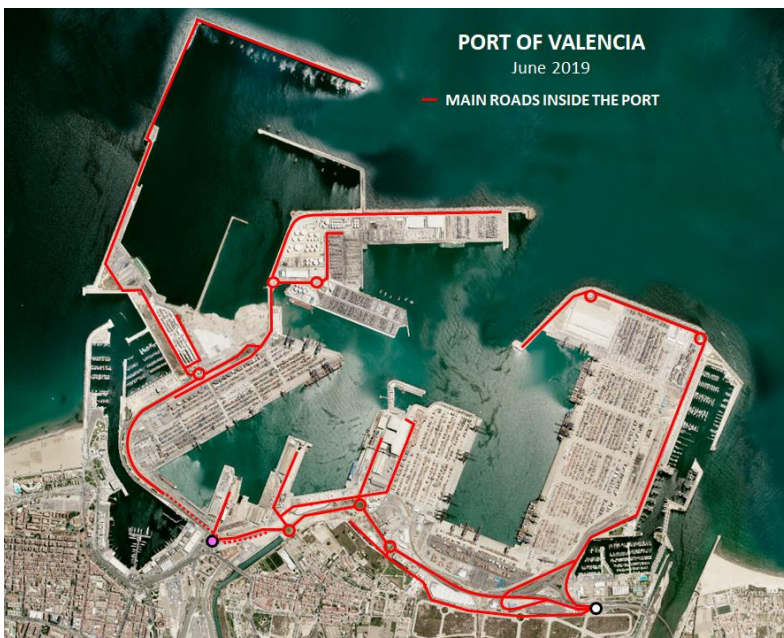 PORT OF VALENCIA
June 2019
MAIN ROADS INSIDE THE PORT